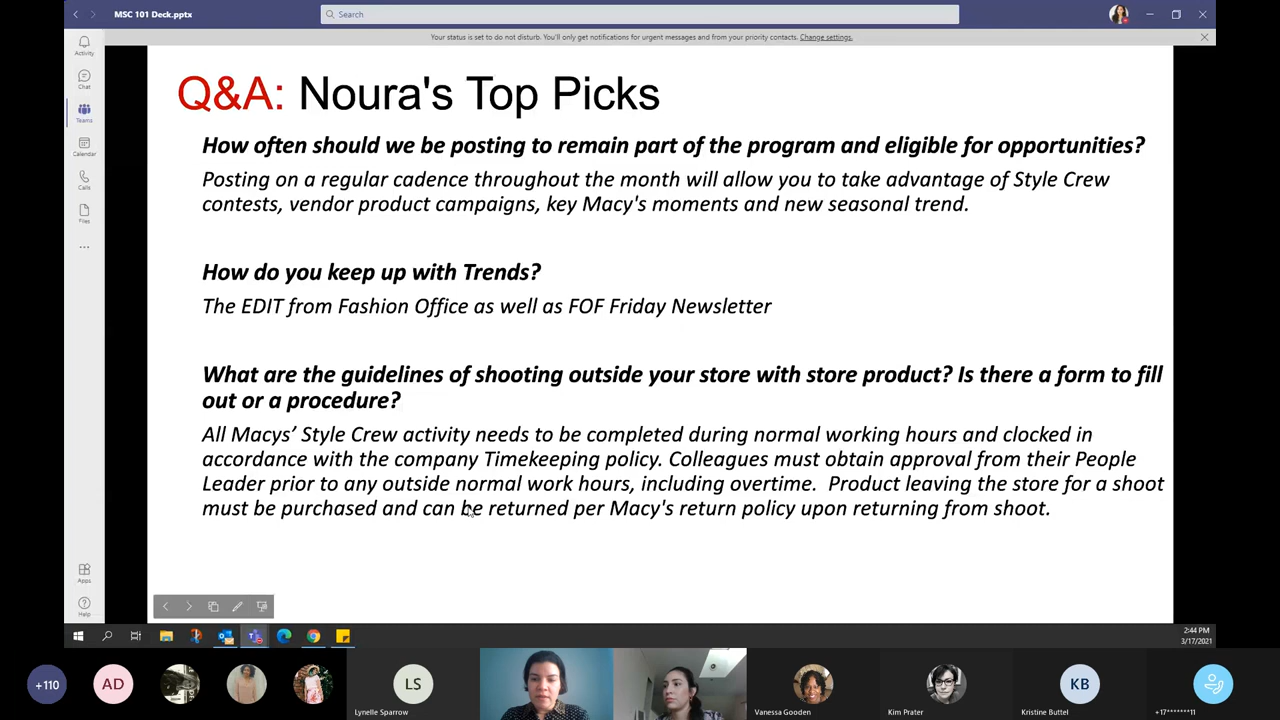 MSC 101 Deck.pptx
Search
Your status is set to do not disturb. You'll only get notifications for urgent messages and from your priority contacts. Change settings.
Activity
Chat
Teams
Calendar
Calls
Files
Apps
Help
Q&A: Noura's Top Picks
How often should we be posting to remain part of the program and eligible for opportunities?
Posting on a regular cadence throughout the month will allow you to take advantage of Style Crew
contests, vendor product campaigns, key Macy's moments and new seasonal trend.
How do you keep up with Trends?
The EDIT from Fashion Office as well as FOF Friday Newsletter
What are the guidelines of shooting outside your store with store product? Is there a form to fill
out or a procedure?
All Macys’ Style Crew activity needs to be completed during normal working hours and clocked in
accordance with the company Timekeeping policy. Colleagues must obtain approval from their People
Leader prior to any outside normal work hours, including overtime.  Product leaving the store for a shoot
must be purchased and can be returned per Macy's return policy upon returning from shoot.
2:44 PM
3/17/2021
+110
AD
LS
KB
Lynelle Sparrow
Vanessa Gooden
Kim Prater
Kristine Buttel
+17*******11